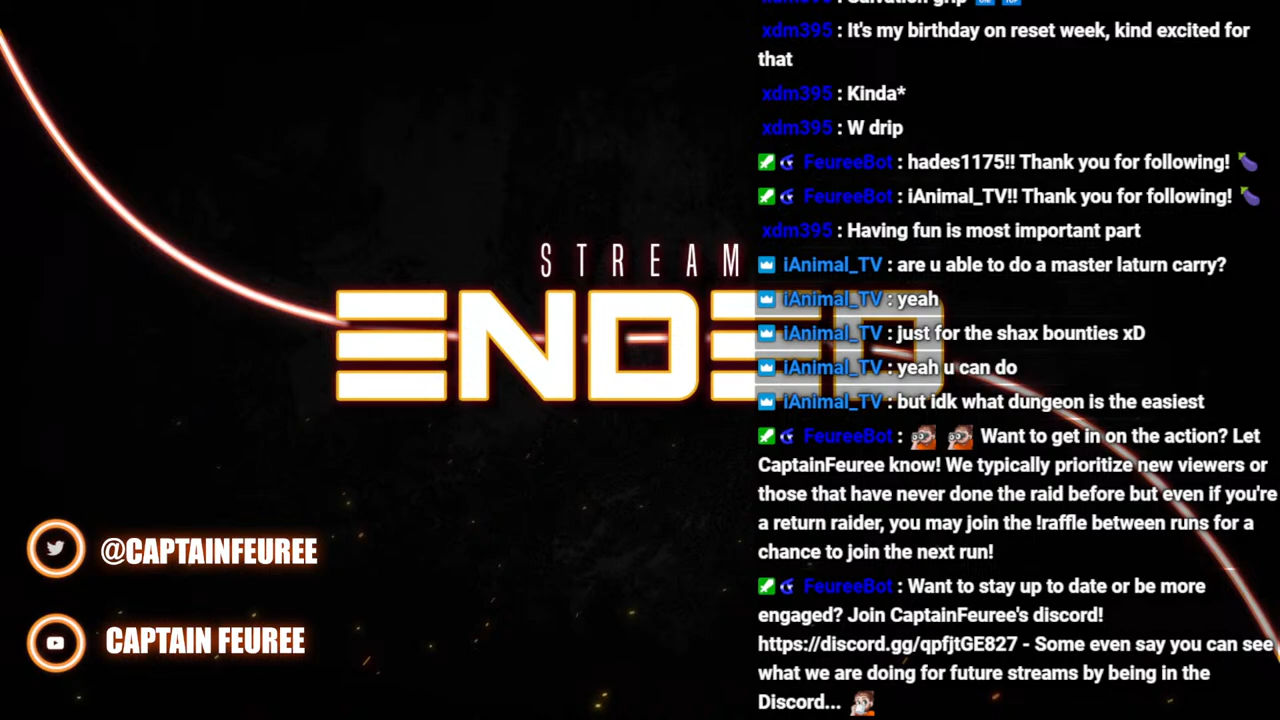 xdm395 : Salvation grip
xdm395 : It's my birthday on reset week, kind excited for
that
xdm395 : Kinda*
xdm395 : W drip
FeureeBot : hades1175!! Thank you for following!
FeureeBot : iAnimal_TV!! Thank you for following!
xdm395 : Having fun is most important part
iAnimal_TV : are u able to do a master laturn carry?
iAnimal_TV : yeah
iAnimal_TV : just for the shax bounties xD
iAnimal_TV : yeah u can do
iAnimal_TV : but idk what dungeon is the easiest
FeureeBot : Want to get in on the action? Let
CaptainFeuree know! We typically prioritize new viewers or
those that have never done the raid before but even if you're
a return raider, you may join the !raffle between runs for a
chance to join the next run!
FeureeBot : Want to stay up to date or be more
engaged? Join CaptainFeuree's discord!
https://discord.gg/qpfjtGE827 - Some even say you can see
what we are doing for future streams by being in the
Discord...
STREAM
ENDED
@CAPTAINFEUREE
CAPTAIN FEUREE